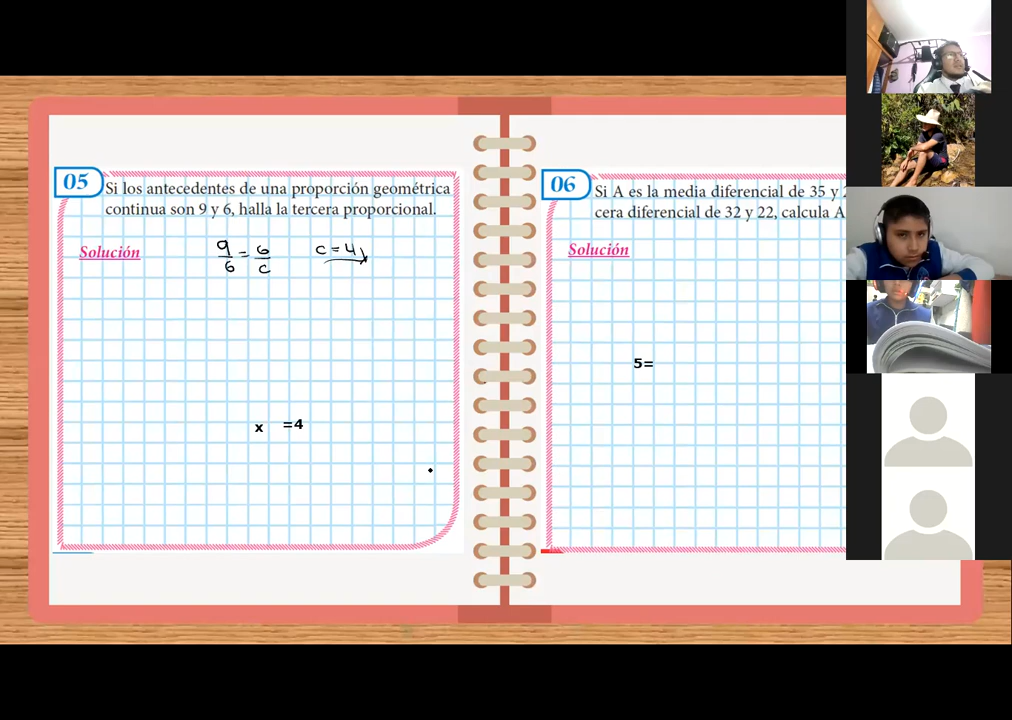 05
Si los antecedentes de una proporción geométrica
continua son 9 y 6, halla la tercera proporcional.
Solución
9/6 = 6/c c = 4
x =4
06
Si A es la media diferencial de 35 y 2
cera diferencial de 32 y 22, calcula A
Solución
5=